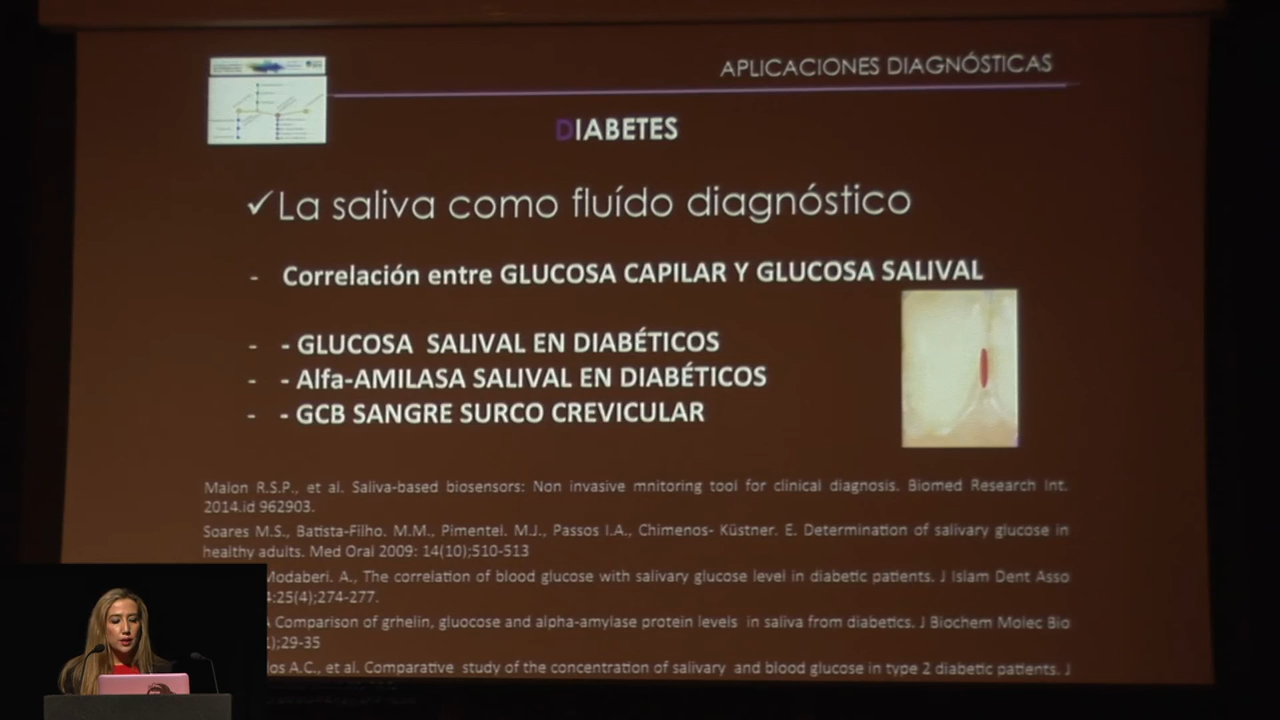 APLICACIONES DIAGNÓSTICAS
DIABETES
✓La saliva como fluído diagnóstico
- Correlación entre GLUCOSA CAPILAR Y GLUCOSA SALIVAL
- - GLUCOSA SALIVAL EN DIABÉTICOS
- - Alfa-AMILASA SALIVAL EN DIABÉTICOS
- - GCB SANGRE SURCO CREVICULAR
Malon R.S.P., et al. Saliva-based biosensors: Non invasive mnitoring tool for clinical diagnosis. Biomed Research Int.
2014.id 962903.
Soares M.S., Batista-Filho. M.M., Pimentel. M.J., Passos I.A., Chimenos- Küstner. E. Determination of salivary glucose in
healthy adults. Med Oral 2009: 14(10);510-513
Modaberi. A., The correlation of blood glucose with salivary glucose level in diabetic patients. J Islam Dent Asso
:25(4);274-277.
Comparison of grhelin, gluocose and alpha-amylase protein levels in saliva from diabetics. J Biochem Molec Bio
);29-35
los A.C., et al. Comparative study of the concentration of salivary and blood glucose in type 2 diabetic patients. J